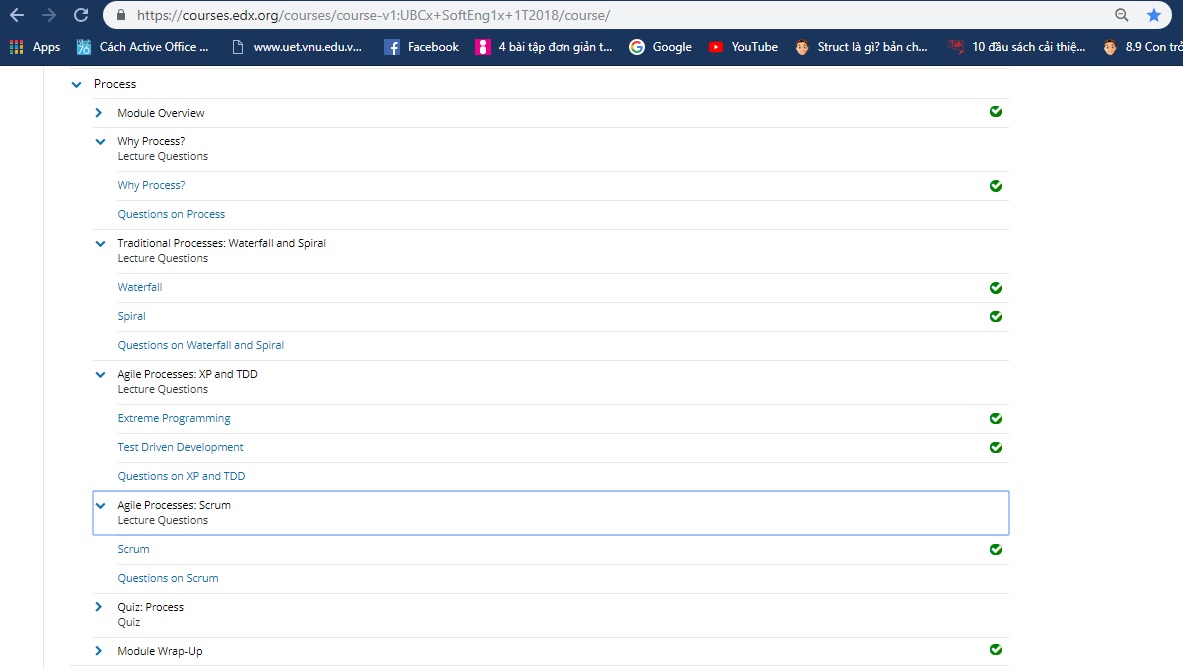 https://courses.edx.org/courses/course-v1:UBCx+SoftEng1x+1T2018/course/
Apps Cách Active Office ... www.uet.vnu.edu.v... Facebook 4 bài tập đơn giản t... Google YouTube Struct là gì? bản ch... 10 đầu sách cải thiệ... 8.9 Con trỏ
Process
Module Overview
Why Process?
Lecture Questions
Why Process?
Questions on Process
Traditional Processes: Waterfall and Spiral
Lecture Questions
Waterfall
Spiral
Questions on Waterfall and Spiral
Agile Processes: XP and TDD
Lecture Questions
Extreme Programming
Test Driven Development
Questions on XP and TDD
Agile Processes: Scrum
Lecture Questions
Scrum
Questions on Scrum
Quiz: Process
Quiz
Module Wrap-Up